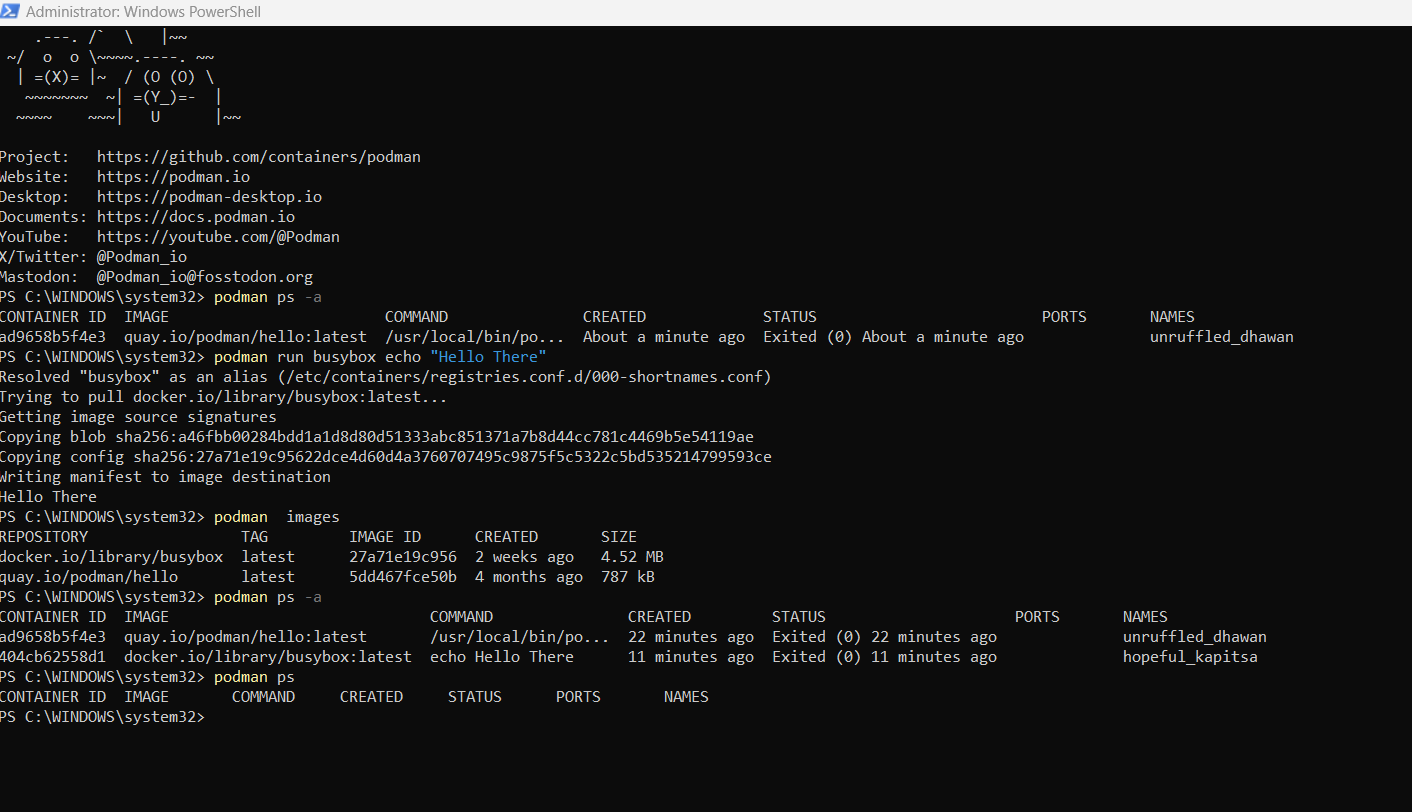 Administrator: Windows PowerShell
   .---. /`  \   |~~
~/  o  o \~~~~.----. ~~
 | =(X)= |~  / (O (O) \
  ~~~~~~~  ~| =(Y_)=-  |
 ~~~~    ~~~|   U      |~~
Project:   https://github.com/containers/podman
Website:   https://podman.io
Desktop:   https://podman-desktop.io
Documents: https://docs.podman.io
YouTube:   https://youtube.com/@Podman
X/Twitter: @Podman_io
Mastodon:  @Podman_io@fosstodon.org
PS C:\WINDOWS\system32> podman ps -a
CONTAINER ID  IMAGE                        COMMAND               CREATED             STATUS                         PORTS       NAMES
ad9658b5f4e3  quay.io/podman/hello:latest  /usr/local/bin/po...  About a minute ago  Exited (0) About a minute ago              unruffled_dhawan
PS C:\WINDOWS\system32> podman run busybox echo "Hello There"
Resolved "busybox" as an alias (/etc/containers/registries.conf.d/000-shortnames.conf)
Trying to pull docker.io/library/busybox:latest...
Getting image source signatures
Copying blob sha256:a46fbb00284bdd1a1d8d80d51333abc851371a7b8d44cc781c4469b5e54119ae
Copying config sha256:27a71e19c95622dce4d60d4a3760707495c9875f5c5322c5bd535214799593ce
Writing manifest to image destination
Hello There
PS C:\WINDOWS\system32> podman  images
REPOSITORY                 TAG         IMAGE ID      CREATED       SIZE
docker.io/library/busybox  latest      27a71e19c956  2 weeks ago   4.52 MB
quay.io/podman/hello       latest      5dd467fce50b  4 months ago  787 kB
PS C:\WINDOWS\system32> podman ps -a
CONTAINER ID  IMAGE                             COMMAND               CREATED         STATUS                     PORTS       NAMES
ad9658b5f4e3  quay.io/podman/hello:latest       /usr/local/bin/po...  22 minutes ago  Exited (0) 22 minutes ago              unruffled_dhawan
404cb62558d1  docker.io/library/busybox:latest  echo Hello There      11 minutes ago  Exited (0) 11 minutes ago              hopeful_kapitsa
PS C:\WINDOWS\system32> podman ps
CONTAINER ID  IMAGE       COMMAND     CREATED     STATUS      PORTS       NAMES
PS C:\WINDOWS\system32>